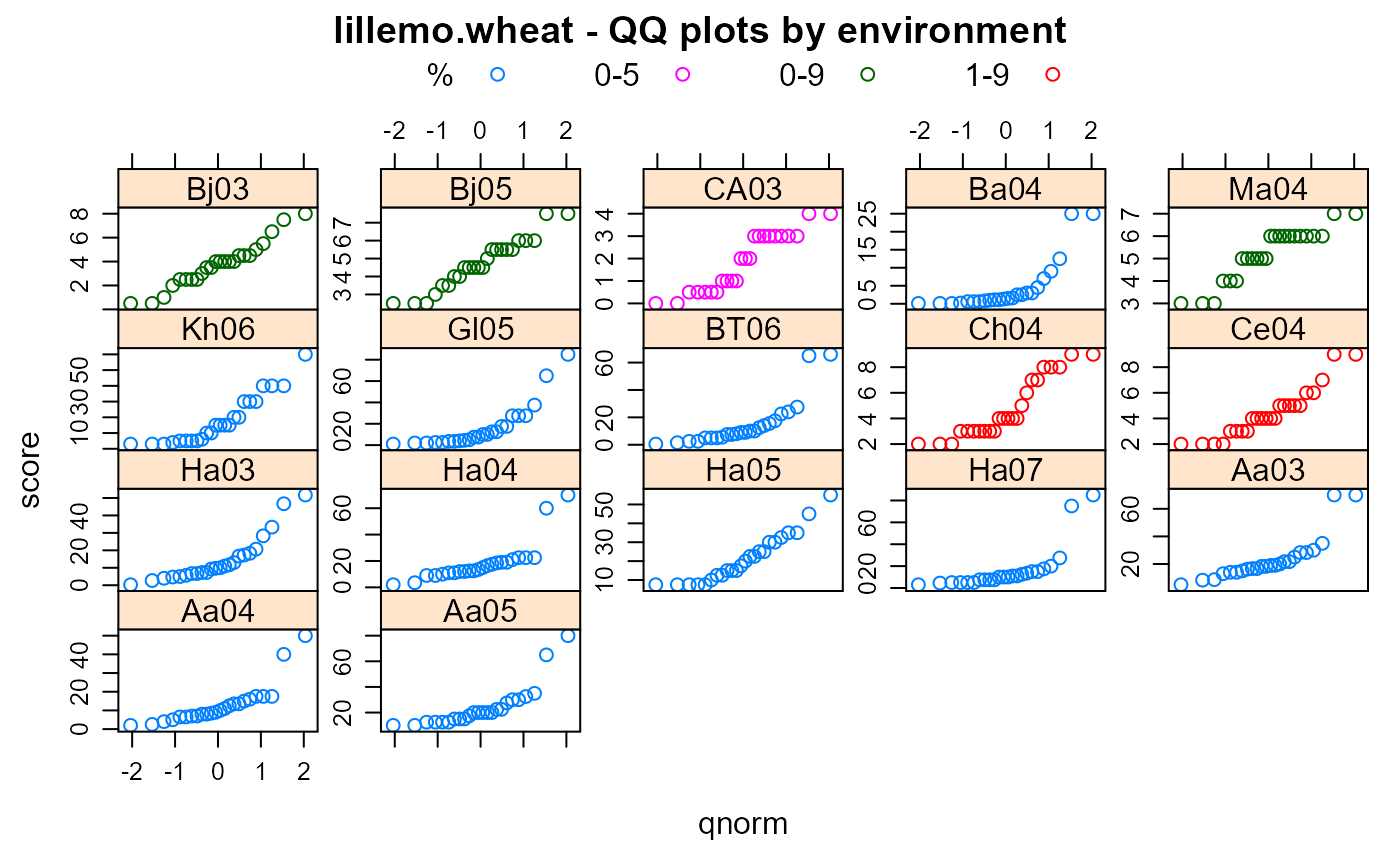 lillemo.wheat - QQ plots by environment
% 0-5 0-9 1-9
-2 -1 0 1 2 -2 -1 0 1 2
Bj03 Bj05 CA03 Ba04 Ma04
2 4 6 8
3 4 5 6 7
0 1 2 3 4
0 5 15 25
3 4 5 6 7
Kh06 Gl05 BT06 Ch04 Ce04
10 30 50
0 20 60
0 20 60
2 4 6 8
2 4 6 8
Ha03 Ha04 Ha05 Ha07 Aa03
0 20 40
0 20 60
10 30 50
0 20 60
20 60
Aa04 Aa05
0 20 40
20 60
-2 -1 0 1 2
score
qnorm